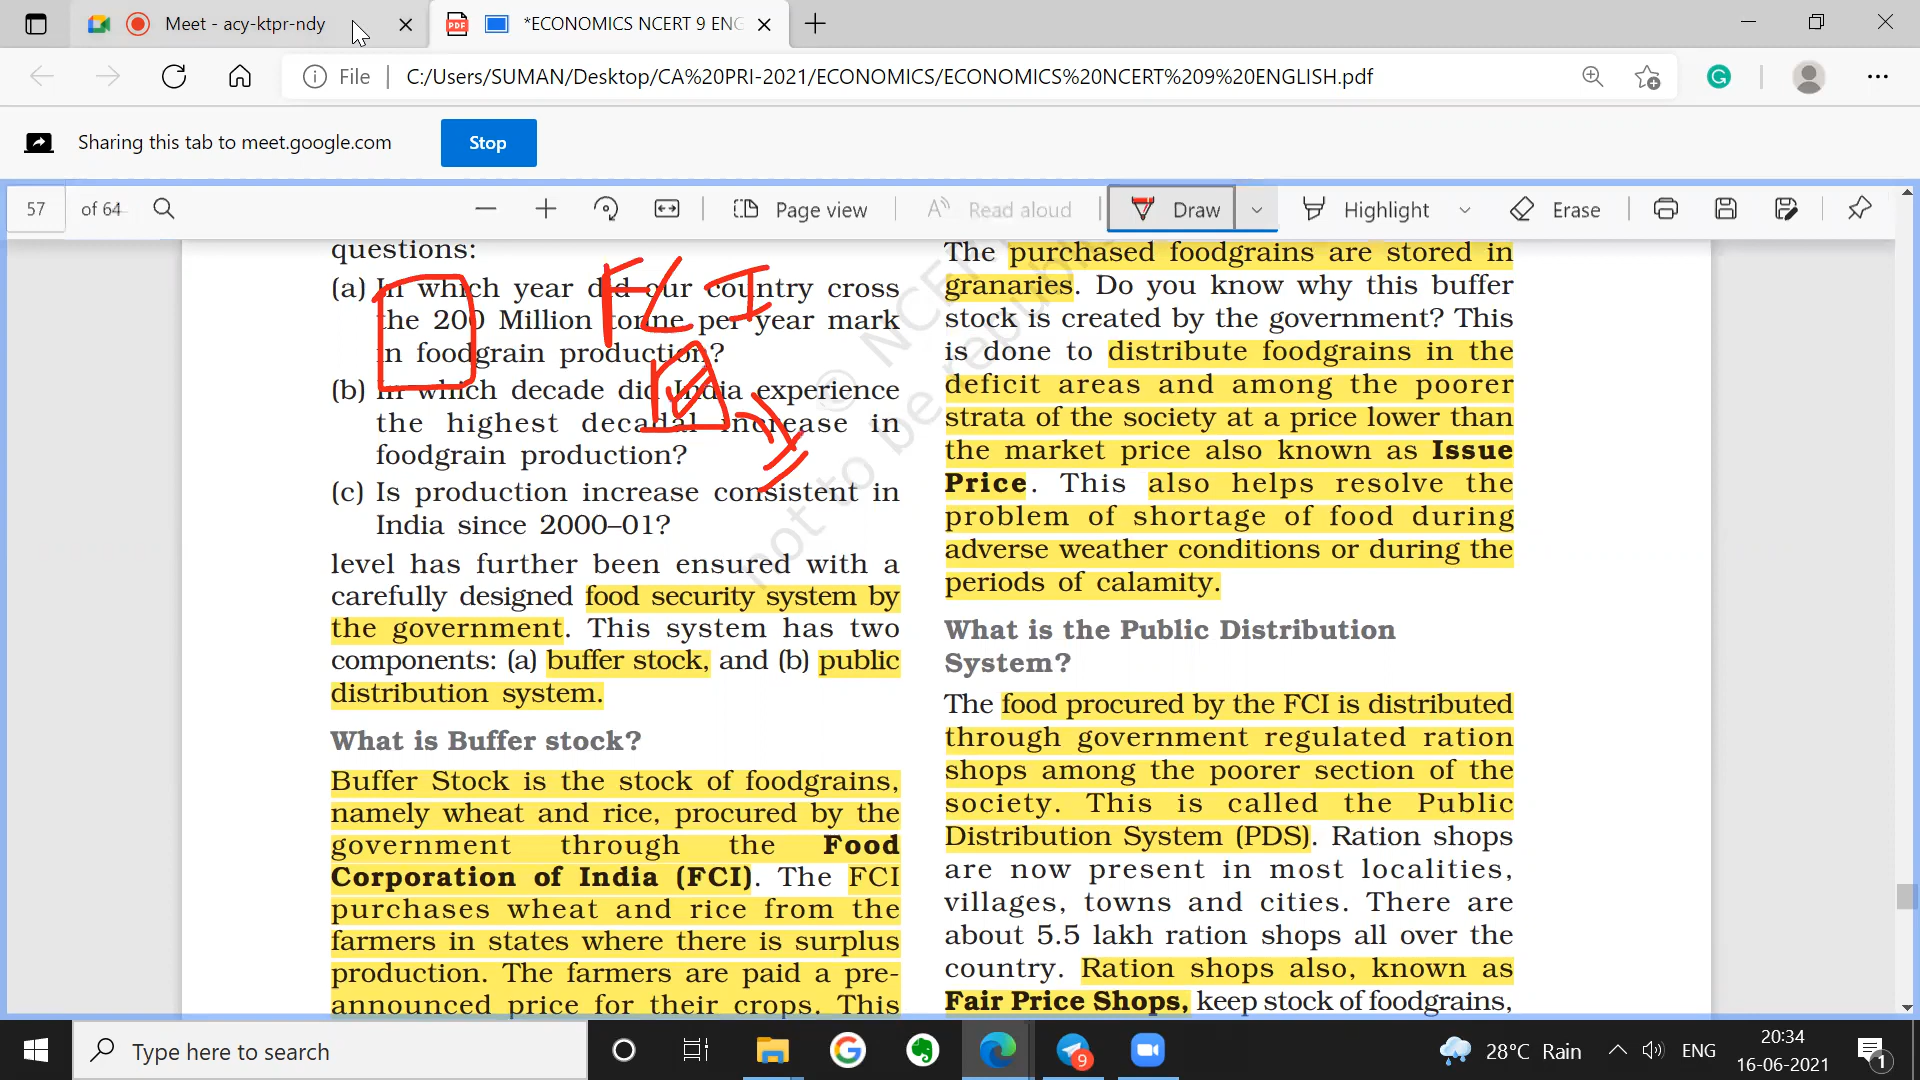 Meet - acy-ktpr-ndy
*ECONOMICS NCERT 9 ENG
File
C:/Users/SUMAN/Desktop/CA%20PRI-2021/ECONOMICS/ECONOMICS%20NCERT%209%20ENGLISH.pdf
Sharing this tab to meet.google.com
Stop
57 of 64
Page view
Read aloud
Draw
Highlight
Erase
questions:
(a) In which year did our country cross
the 200 Million tonne per year mark
in foodgrain production?
(b) In which decade did India experience
the highest decadal increase in
foodgrain production?
(c) Is production increase consistent in
India since 2000–01?
FCI
level has further been ensured with a
carefully designed food security system by
the government. This system has two
components: (a) buffer stock, and (b) public
distribution system.
What is Buffer stock?
Buffer Stock is the stock of foodgrains,
namely wheat and rice, procured by the
government through the Food
Corporation of India (FCI). The FCI
purchases wheat and rice from the
farmers in states where there is surplus
production. The farmers are paid a pre-
announced price for their crops. This
The purchased foodgrains are stored in
granaries. Do you know why this buffer
stock is created by the government? This
is done to distribute foodgrains in the
deficit areas and among the poorer
strata of the society at a price lower than
the market price also known as Issue
Price. This also helps resolve the
problem of shortage of food during
adverse weather conditions or during the
periods of calamity.
What is the Public Distribution
System?
The food procured by the FCI is distributed
through government regulated ration
shops among the poorer section of the
society. This is called the Public
Distribution System (PDS). Ration shops
are now present in most localities,
villages, towns and cities. There are
about 5.5 lakh ration shops all over the
country. Ration shops also, known as
Fair Price Shops, keep stock of foodgrains,
© NCE
not to be republi
Type here to search
9
28°C Rain
ENG
20:34
16-06-2021
1